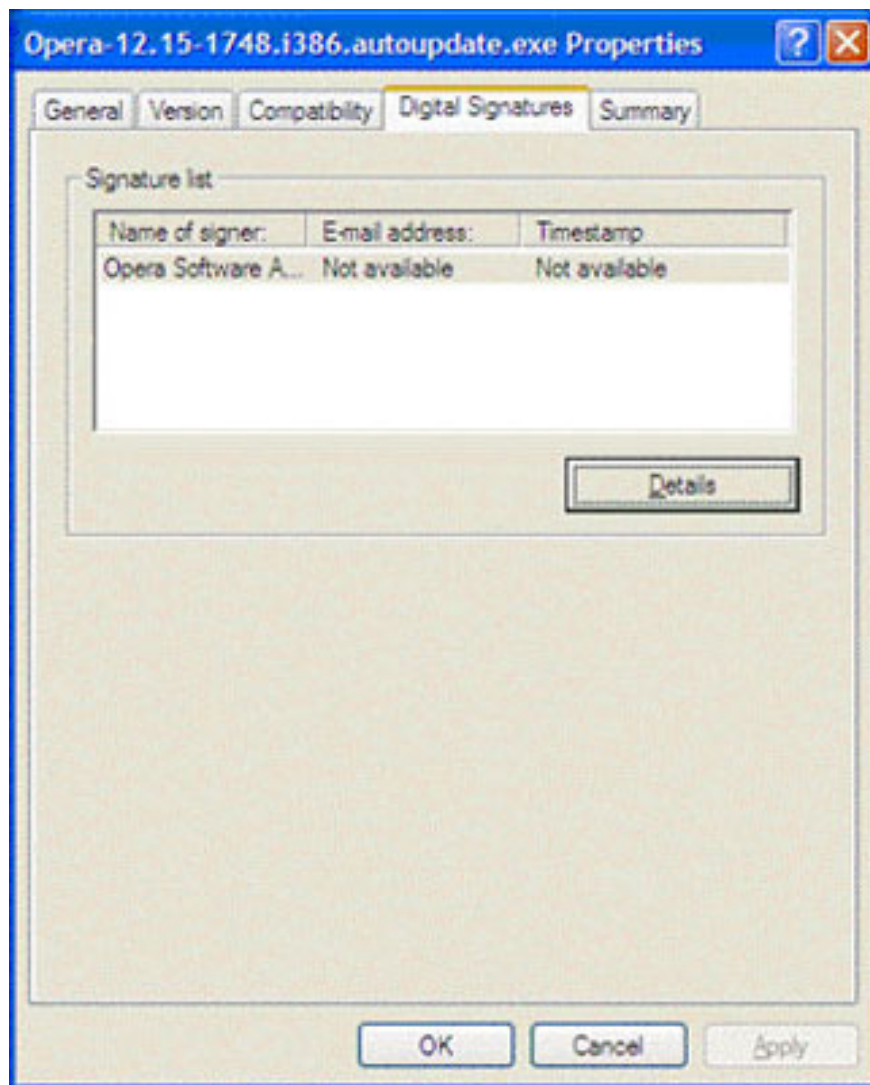 Opera-12.15-1748.i386.autoupdate.exe Properties
General Version Compatibility Digital Signatures Summary
Signature list
Name of signer: E-mail address: Timestamp
Opera Software A... Not available Not available
Details
OK Cancel Apply